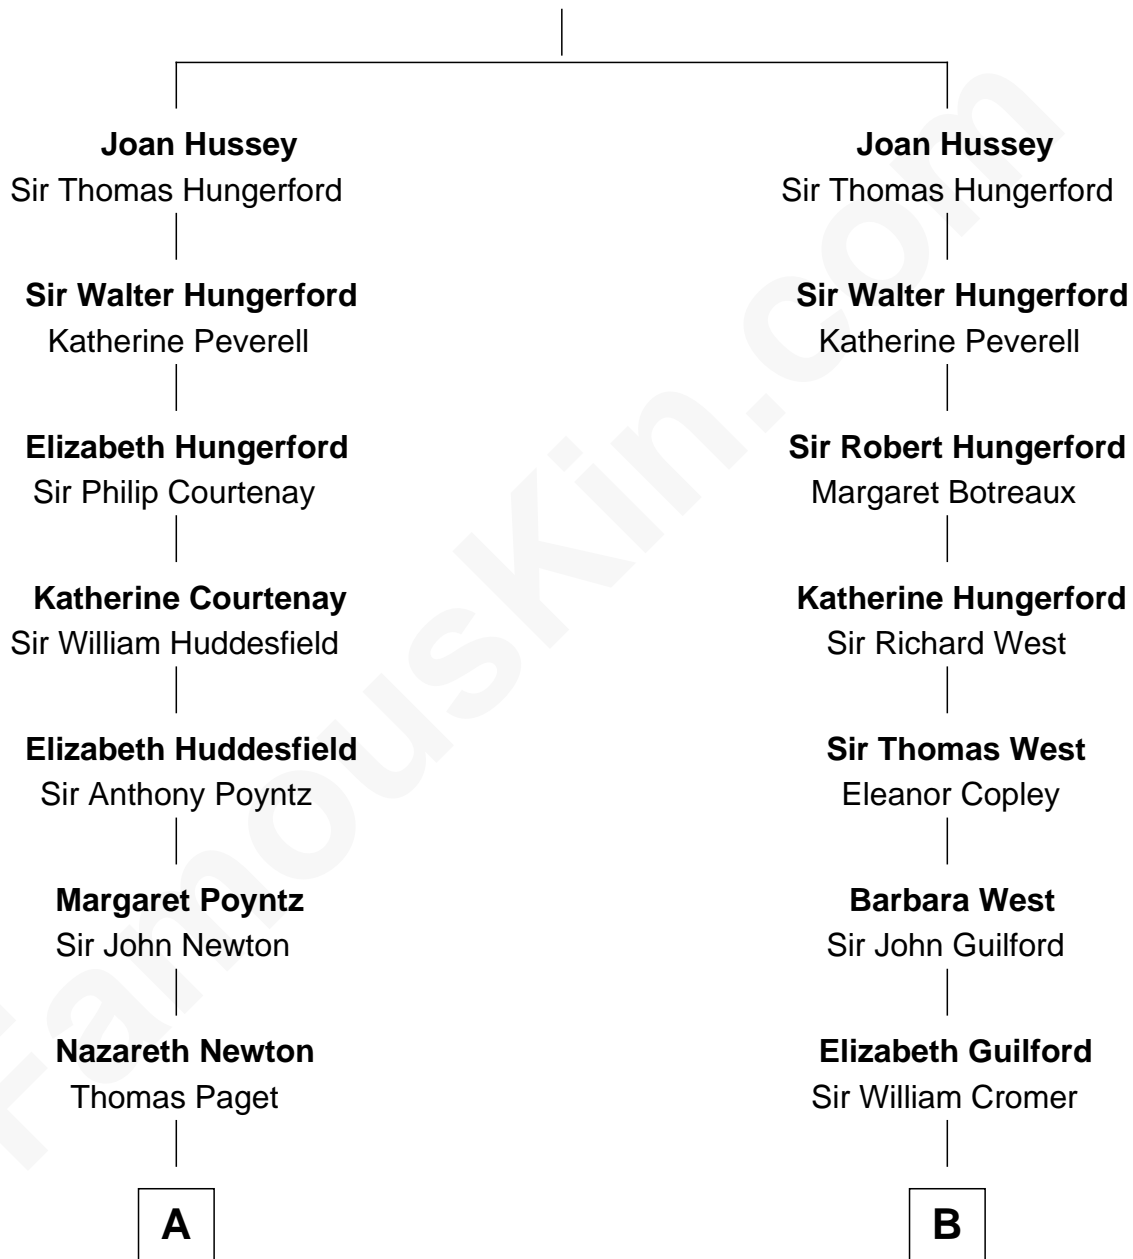 Joan Hussey
Sir Thomas Hungerford
Sir Walter Hungerford
Katherine Peverell
Elizabeth Hungerford
Sir Philip Courtenay
Katherine Courtenay
Sir William Huddesfield
Elizabeth Huddesfield
Sir Anthony Poyntz
Margaret Poyntz
Sir John Newton
Nazareth Newton
Thomas Paget
A
Joan Hussey
Sir Thomas Hungerford
Sir Walter Hungerford
Katherine Peverell
Sir Robert Hungerford
Margaret Botreaux
Katherine Hungerford
Sir Richard West
Sir Thomas West
Eleanor Copley
Barbara West
Sir John Guilford
Elizabeth Guilford
Sir William Cromer
B
FamousKin.com